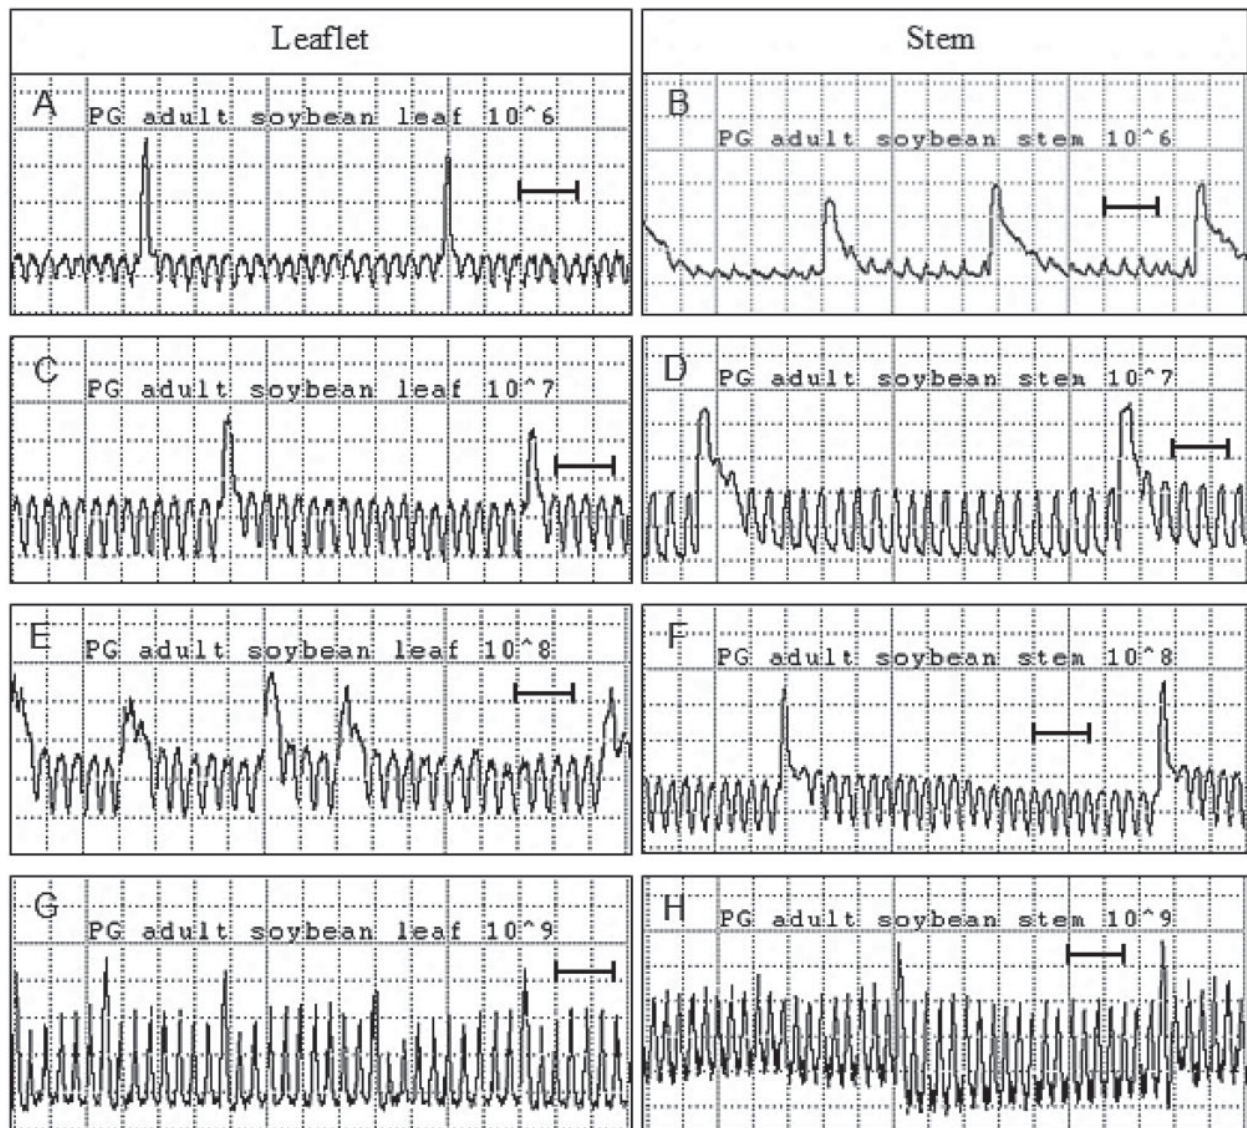 Leaflet
Stem
A
PG adult soybean leaf 10^6
B
PG adult soybean stem 10^6
C
PG adult soybean leaf 10^7
D
PG adult soybean stem 10^7
E
PG adult soybean leaf 10^8
F
PG adult soybean stem 10^8
G
PG adult soybean leaf 10^9
H
PG adult soybean stem 10^9